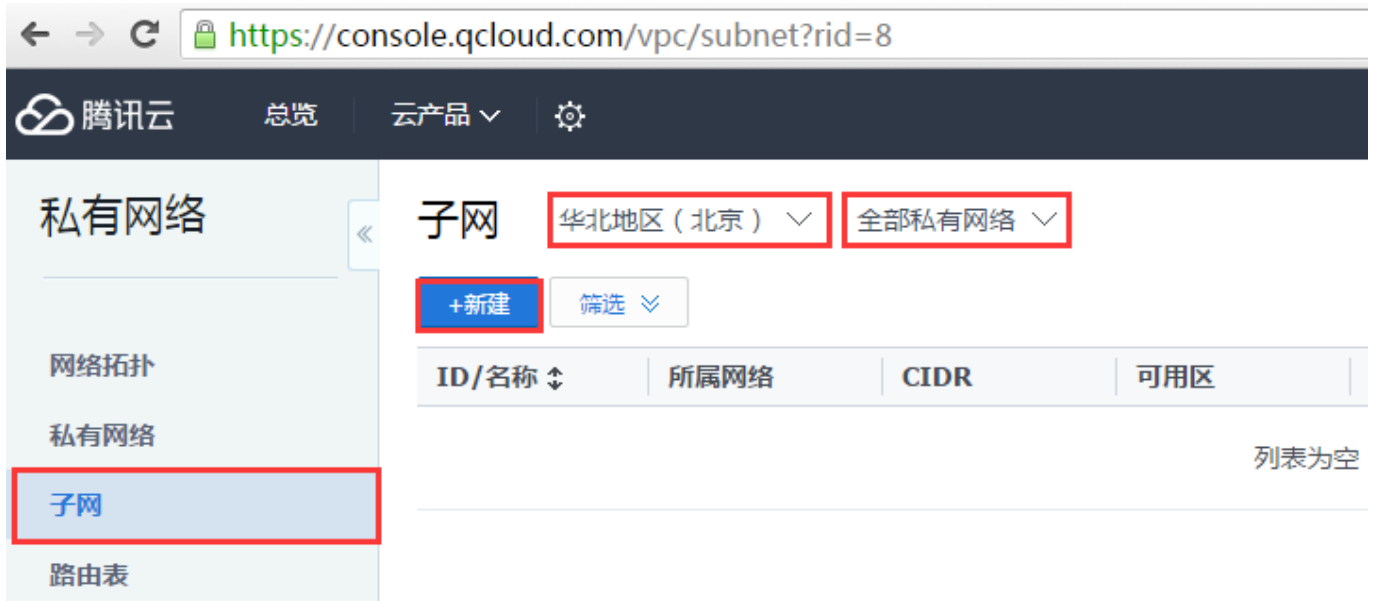 https://console.qcloud.com/vpc/subnet?rid=8
腾讯云 总览 云产品
私有网络
子网 华北地区（北京） 全部私有网络
+新建 筛选
网络拓扑
ID/名称 所属网络 CIDR 可用区
私有网络
列表为空
子网
路由表